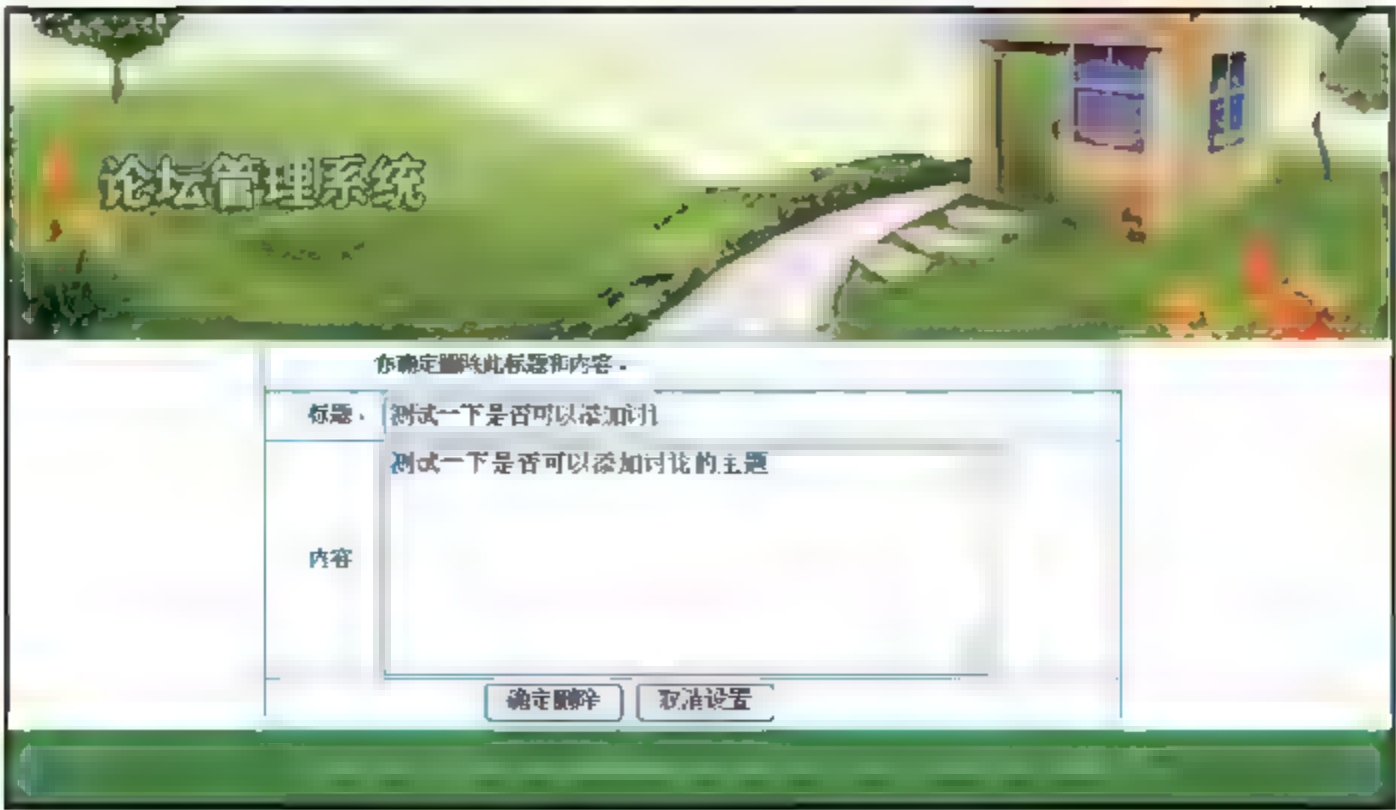 论坛管理系统
你确定删除此标题和内容.
标题. 测试一下是否可以添加讨
测试一下是否可以添加讨论的主题
内容
确定删除 取消设置